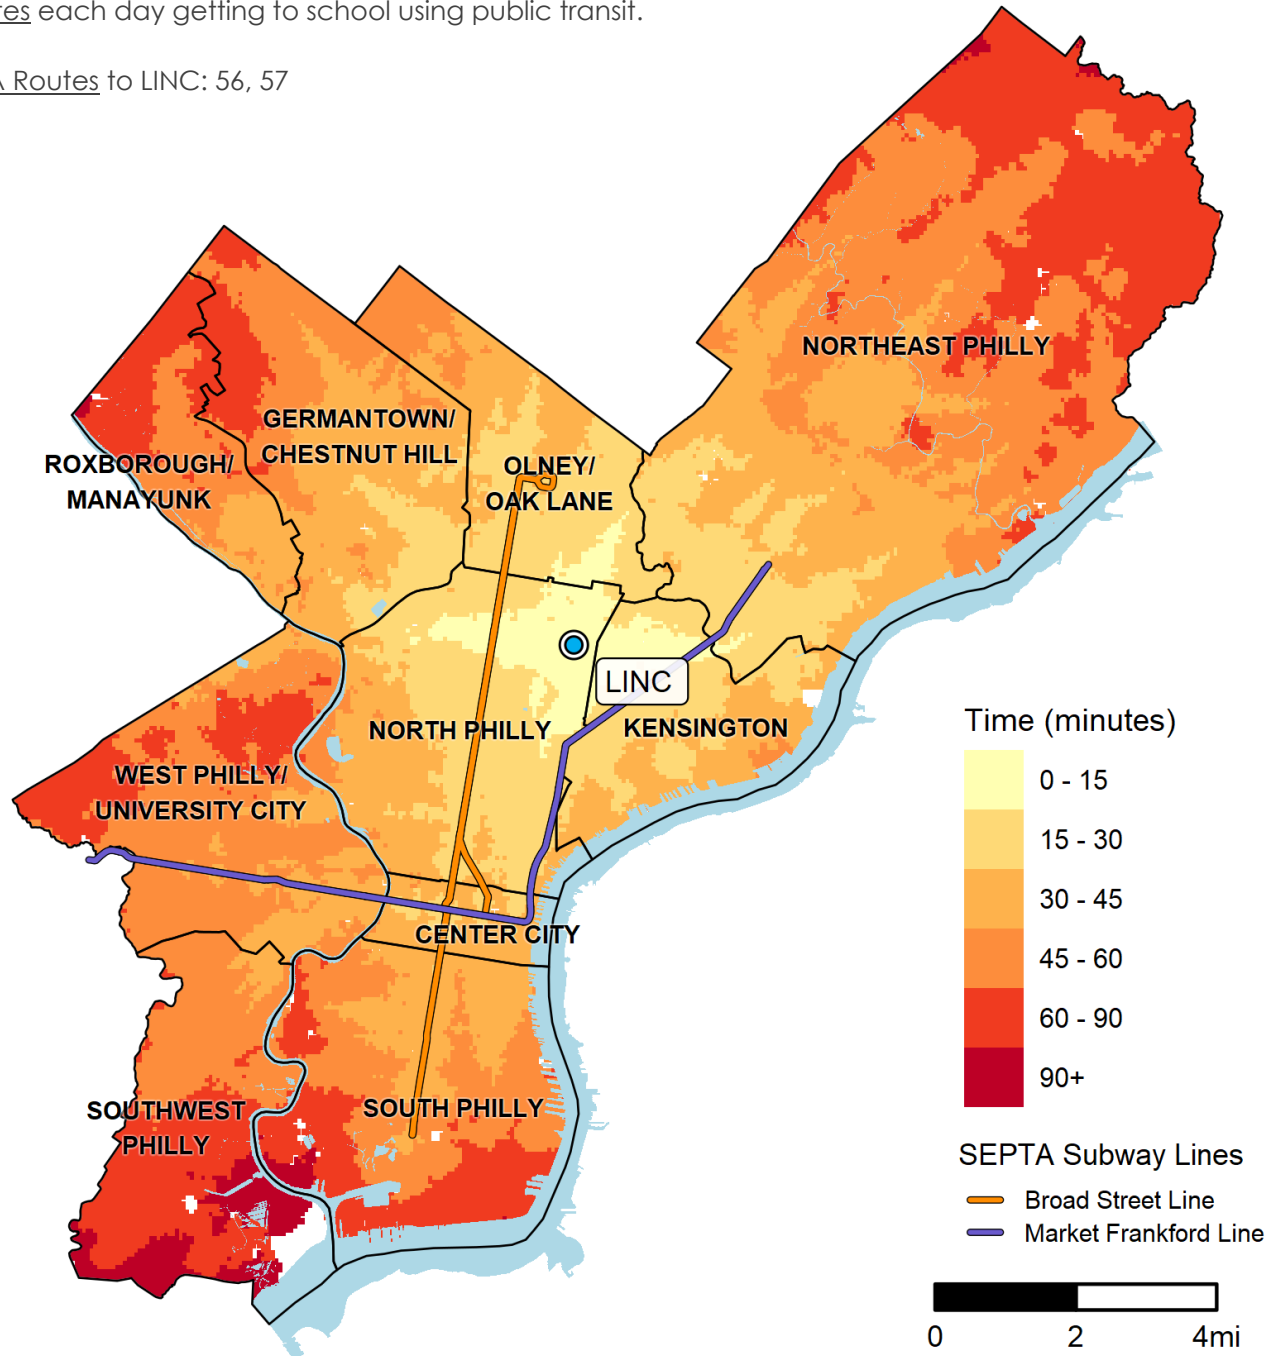 each day getting to school using public transit.
Routes to LINC: 56, 57
NORTHEAST PHILLY
GERMANTOWN/
CHESTNUT HILL
ROXBOROUGH/
MANAYUNK
OLNEY/
OAK LANE
LINC
NORTH PHILLY
KENSINGTON
WEST PHILLY/
UNIVERSITY CITY
CENTER CITY
SOUTHWEST
PHILLY
SOUTH PHILLY
Time (minutes)
0 - 15
15 - 30
30 - 45
45 - 60
60 - 90
90+
SEPTA Subway Lines
Broad Street Line
Market Frankford Line
0 2 4mi